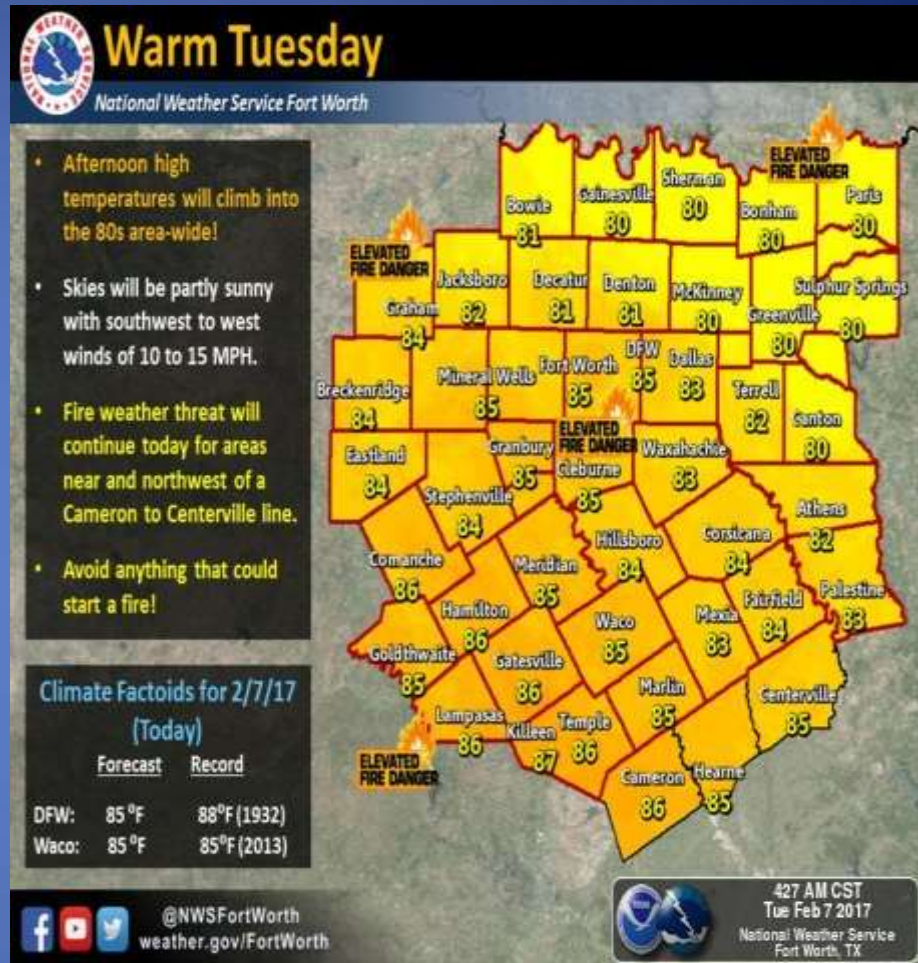 Warm Tuesday
NATIONAL WEATHER SERVICE
National Weather Service Fort Worth
• Afternoon high
temperatures will climb into
the 80s area-wide!
• Skies will be partly sunny
with southwest to west
winds of 10 to 15 MPH.
• Fire weather threat will
continue today for areas
near and northwest of a
Cameron to Centerville line.
• Avoid anything that could
start a fire!
Climate Factoids for 2/7/17
(Today)
Forecast Record
DFW: 85 °F 88°F (1932)
Waco: 85 °F 85°F (2013)
ELEVATED
FIRE DANGER
Bowie
81
Gainesville
80
Sherman
80
Bonham
80
ELEVATED
FIRE DANGER
Paris
80
Graham
84
Jacksboro
82
Decatur
81
Denton
81
McKinney
80
Greenville
80
Sulphur Springs
80
Breckenridge
84
Mineral Wells
85
Fort Worth
85
DFW
85
Dallas
83
Terrell
82
Canton
80
Eastland
84
Stephenville
84
Granbury
85
ELEVATED
FIRE DANGER
Cleburne
85
Waxahachie
83
Athens
82
Comanche
86
Hamilton
86
Meridian
85
Hillsboro
84
Corsicana
84
Palestine
83
Goldthwaite
85
Gatesville
86
Waco
85
Mexia
83
Fairfield
84
Lampasas
86
Killeen
87
Temple
86
Marlin
85
Centerville
85
Cameron
86
Hearne
85
ELEVATED
FIRE DANGER
@NWSFortWorth
weather.gov/FortWorth
427 AM CST
Tue Feb 7 2017
National Weather Service
Fort Worth, TX